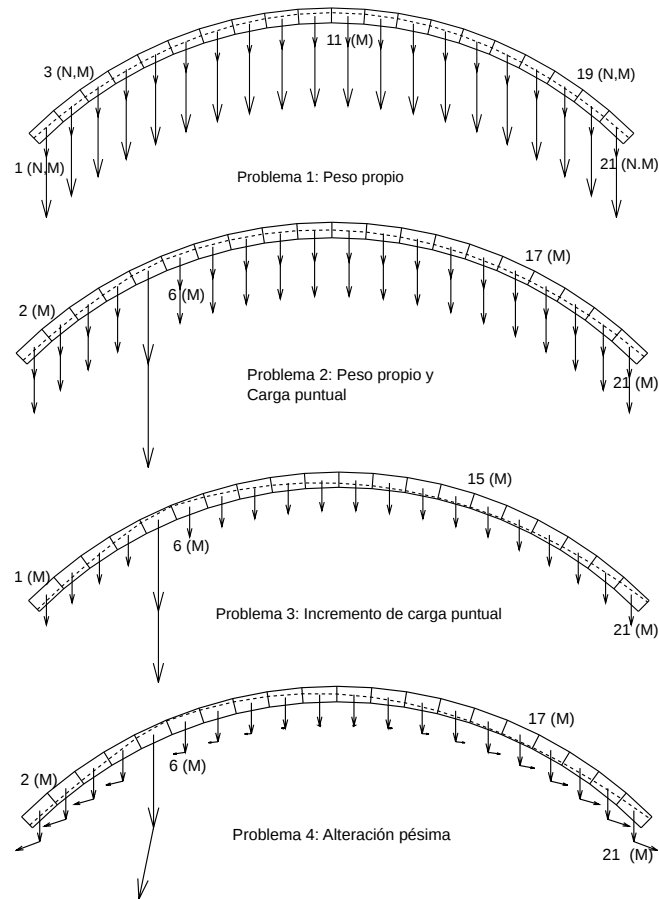 11 (M)
3 (N,M)
19 (N,M)
1 (N,M)
21 (N.M)
Problema 1: Peso propio
17 (M)
2 (M)
6 (M)
Problema 2: Peso propio y
Carga puntual
21 (M)
15 (M)
6 (M)
1 (M)
Problema 3: Incremento de carga puntual
21 (M)
17 (M)
6 (M)
2 (M)
Problema 4: Alteración pésima
21 (M)